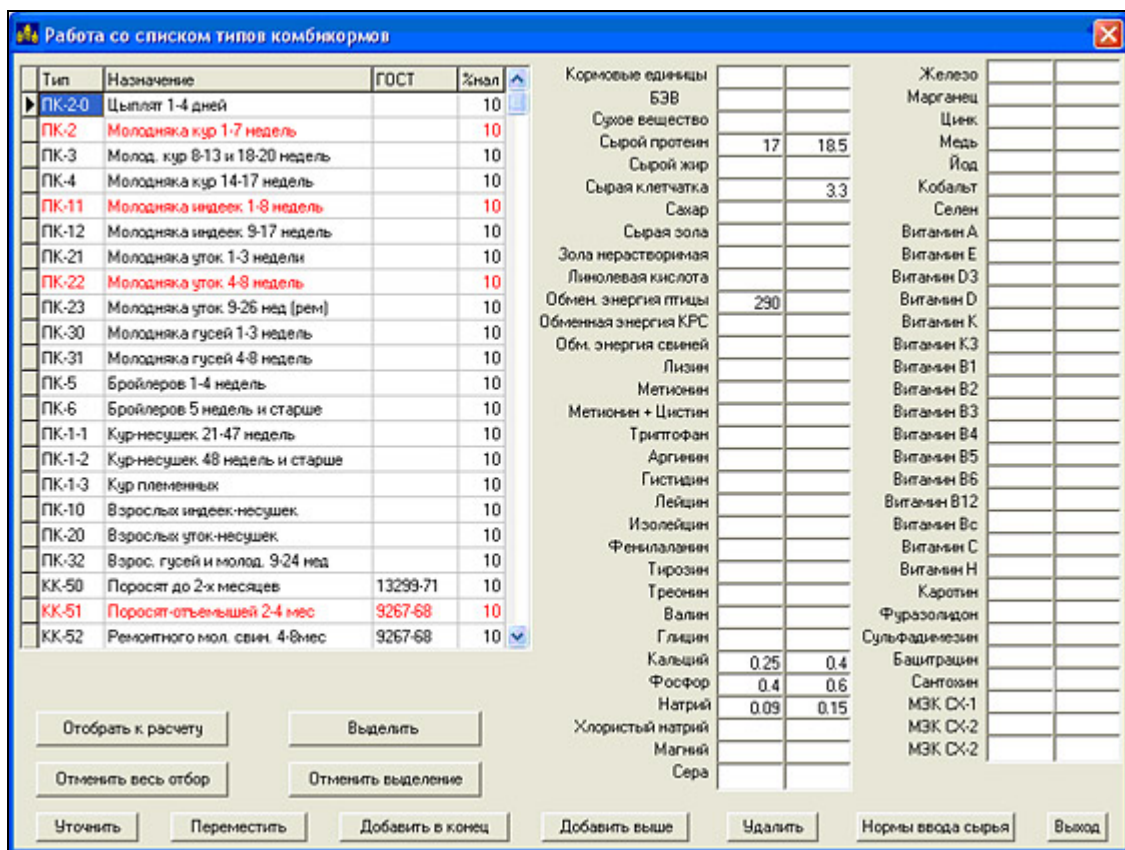 Работа со списком типов комбикормов
Тип Назначение ГОСТ %нал
ПК-2-0 Цыплят 1-4 дней 10
ПК-2 Молодняка кур 1-7 недель 10
ПК-3 Молод. кур 8-13 и 18-20 недель 10
ПК-4 Молодняка кур 14-17 недель 10
ПК-11 Молодняка индеек 1-8 недель 10
ПК-12 Молодняка индеек 9-17 недель 10
ПК-21 Молодняка уток 1-3 недели 10
ПК-22 Молодняка уток 4-8 недель 10
ПК-23 Молодняка уток 9-26 нед (рем) 10
ПК-30 Молодняка гусей 1-3 недель 10
ПК-31 Молодняка гусей 4-8 недель 10
ПК-5 Бройлеров 1-4 недель 10
ПК-6 Бройлеров 5 недель и старше 10
ПК-1-1 Кур-несушек 21-47 недель 10
ПК-1-2 Кур-несушек 48 недель и старше 10
ПК-1-3 Кур племенных 10
ПК-10 Взрослых индеек-несушек 10
ПК-20 Взрослых уток-несушек 10
ПК-32 Взрос. гусей и молод. 9-24 нед 10
КК-50 Поросят до 2-х месяцев 13299-71 10
КК-51 Поросят-отъемышей 2-4 мес 9267-68 10
КК-52 Ремонтного мол. свин. 4-8мес 9267-68 10
Кормовые единицы
БЭВ
Сухое вещество
Сырой протеин 17 18.5
Сырой жир
Сырая клетчатка 3.3
Сахар
Сырая зола
Зола нерастворимая
Линолевая кислота
Обмен. энергия птицы 290
Обменная энергия КРС
Обм. энергия свиней
Лизин
Метионин
Метионин + Цистин
Триптофан
Аргинин
Гистидин
Лейцин
Изолейцин
Фенилаланин
Тирозин
Треонин
Валин
Глицин
Кальций 0.25 0.4
Фосфор 0.4 0.6
Натрий 0.09 0.15
Хлористый натрий
Магний
Сера
Железо
Марганец
Цинк
Медь
Йод
Кобальт
Селен
Витамин А
Витамин Е
Витамин D3
Витамин D
Витамин К
Витамин К3
Витамин В1
Витамин В2
Витамин В3
Витамин В4
Витамин В5
Витамин В6
Витамин В12
Витамин Вс
Витамин С
Витамин Н
Каротин
Фуразолидон
Сульфадимезин
Бацитрацин
Сантохин
МЭК СХ-1
МЭК СХ-2
МЭК СХ-2
Отобрать к расчету Выделить
Отменить весь отбор Отменить выделение
Уточнить Переместить Добавить в конец Добавить выше Удалить Нормы ввода сырья Выход